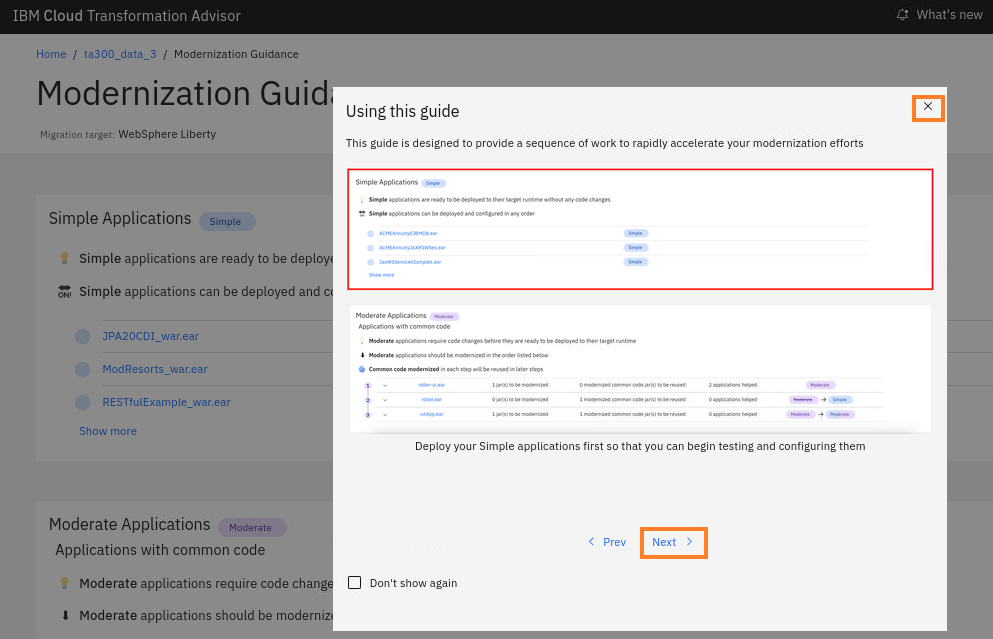 IBM Cloud Transformation Advisor
What's new
Home / ta300_data_3 / Modernization Guidance
Modernization Guid
Migration target: WebSphere Liberty
Simple Applications Simple
Simple applications are ready to be deploye
ON! Simple applications can be deployed and co
JPA20CDI_war.ear
ModResorts_war.ear
RESTfulExample_war.ear
Show more
Moderate Applications Moderate
Applications with common code
Moderate applications require code change
Moderate applications should be modernize
Using this guide
This guide is designed to provide a sequence of work to rapidly accelerate your modernization efforts
Simple Applications Simple
Simple applications are ready to be deployed to their target runtime without any code changes
Simple applications can be deployed and configured in any order
ACMEAnnuityEJBMDB.ear Simple
ACMEAnnuityJAXRSWSes.ear Simple
JaxWSServicesSamples.ear Simple
Show more
Moderate Applications Moderate
Applications with common code
Moderate applications require code changes before they are ready to be deployed to their target runtime
Moderate applications should be modernized in the order listed below
Common code modernized in each step will be reused in later steps
1 roller-ui.ear 1 jar(s) to be modernized 0 modernized common code jar(s) to be reused 2 applications helped Moderate
2 roller.ear 0 jar(s) to be modernized 1 modernized common code jar(s) to be reused 0 applications helped Moderate → Simple
3 ivtApp.ear 1 jar(s) to be modernized 1 modernized common code jar(s) to be reused 0 applications helped Moderate → Moderate
Deploy your Simple applications first so that you can begin testing and configuring them
Prev Next
Don't show again